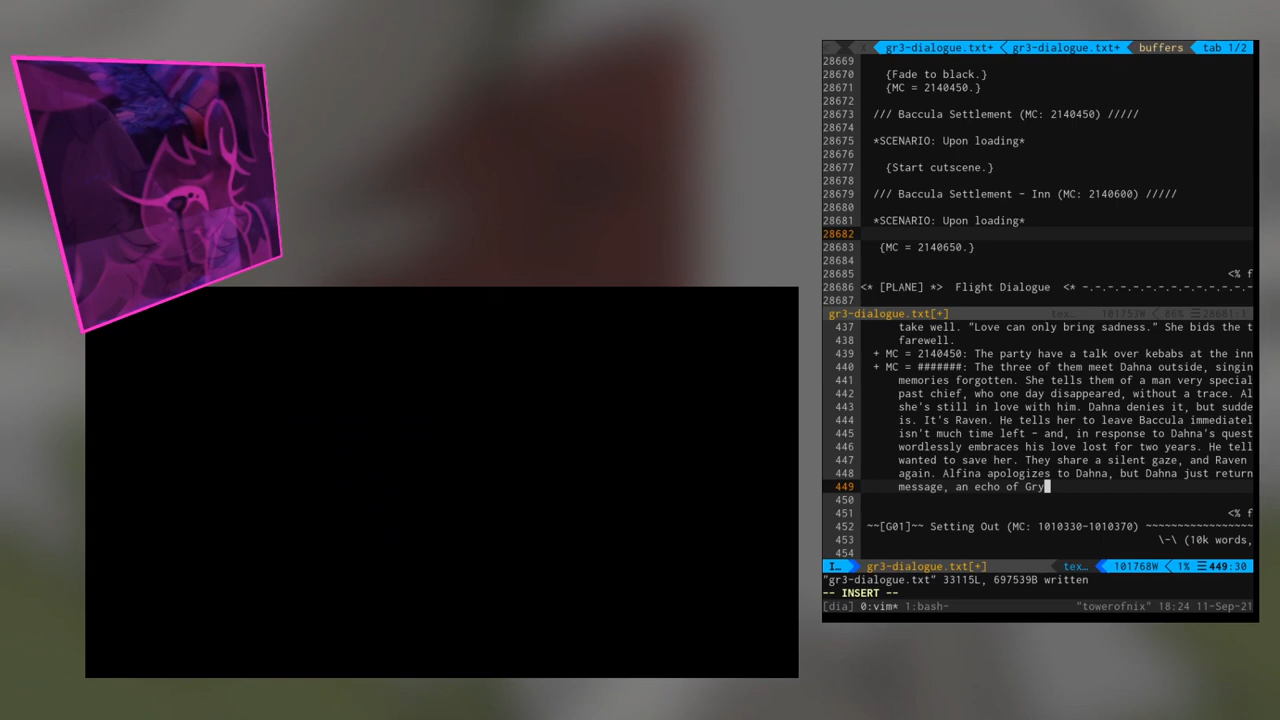 X gr3-dialogue.txt+ gr3-dialogue.txt+ buffers tab 1/2
28669
28670 {Fade to black.}
28671 {MC = 2140450.}
28672
28673 /// Baccula Settlement (MC: 2140450) /////
28674
28675 *SCENARIO: Upon loading*
28676
28677 {Start cutscene.}
28678
28679 /// Baccula Settlement - Inn (MC: 2140600) /////
28680
28681 *SCENARIO: Upon loading*
28682
28683 {MC = 2140650.}
28684
28685 <% f
28686 <* [PLANE] *> Flight Dialogue <* -.-.-.-.-.-.-.-.-.-.-.-.-.-
28687
gr3-dialogue.txt[+] tex… 101753W < 86% ☰28681:1
437 take well. "Love can only bring sadness." She bids the t
438 farewell.
439 + MC = 2140450: The party have a talk over kebabs at the inn
440 + MC = #######: The three of them meet Dahna outside, singin
441 memories forgotten. She tells them of a man very special
442 past chief, who one day disappeared, without a trace. Al
443 she's still in love with him. Dahna denies it, but sudde
444 is. It's Raven. He tells her to leave Baccula immediatel
445 isn't much time left - and, in response to Dahna's quest
446 wordlessly embraces his love lost for two years. He tell
447 wanted to save her. They share a silent gaze, and Raven
448 again. Alfina apologizes to Dahna, but Dahna just return
449 message, an echo of Gry
450
451 <% f
452 ~~[G01]~~ Setting Out (MC: 1010330-1010370) ~~~~~~~~~~~~~~~~~
453 \-\ (10k words,
454
I… gr3-dialogue.txt[+] tex… 101768W < 1% ☰449:30
"gr3-dialogue.txt" 33115L, 697539B written
-- INSERT --
[dia] 0:vim* 1:bash- "towerofnix" 18:24 11-Sep-21